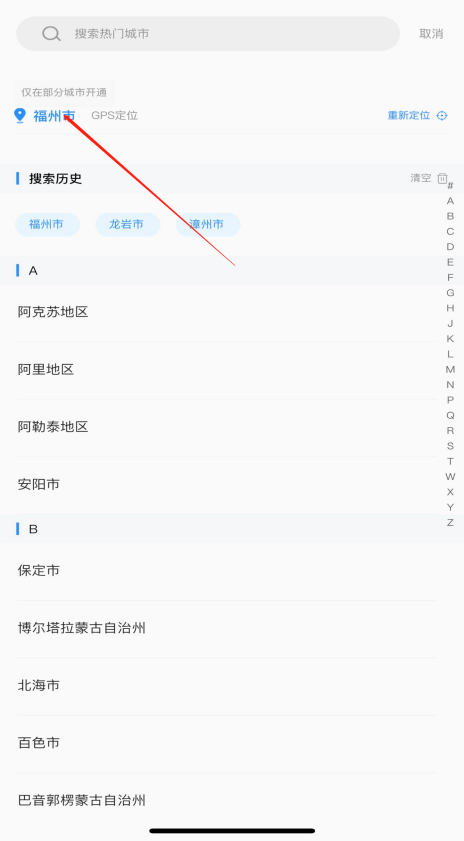 搜索热门城市 取消
仅在部分城市开通
福州市 GPS定位 重新定位
搜索历史 清空
福州市 龙岩市 漳州市
A
阿克苏地区
阿里地区
阿勒泰地区
安阳市
B
保定市
博尔塔拉蒙古自治州
北海市
百色市
巴音郭楞蒙古自治州
#
A
B
C
D
E
F
G
H
J
K
L
M
N
P
Q
R
S
T
W
X
Y
Z